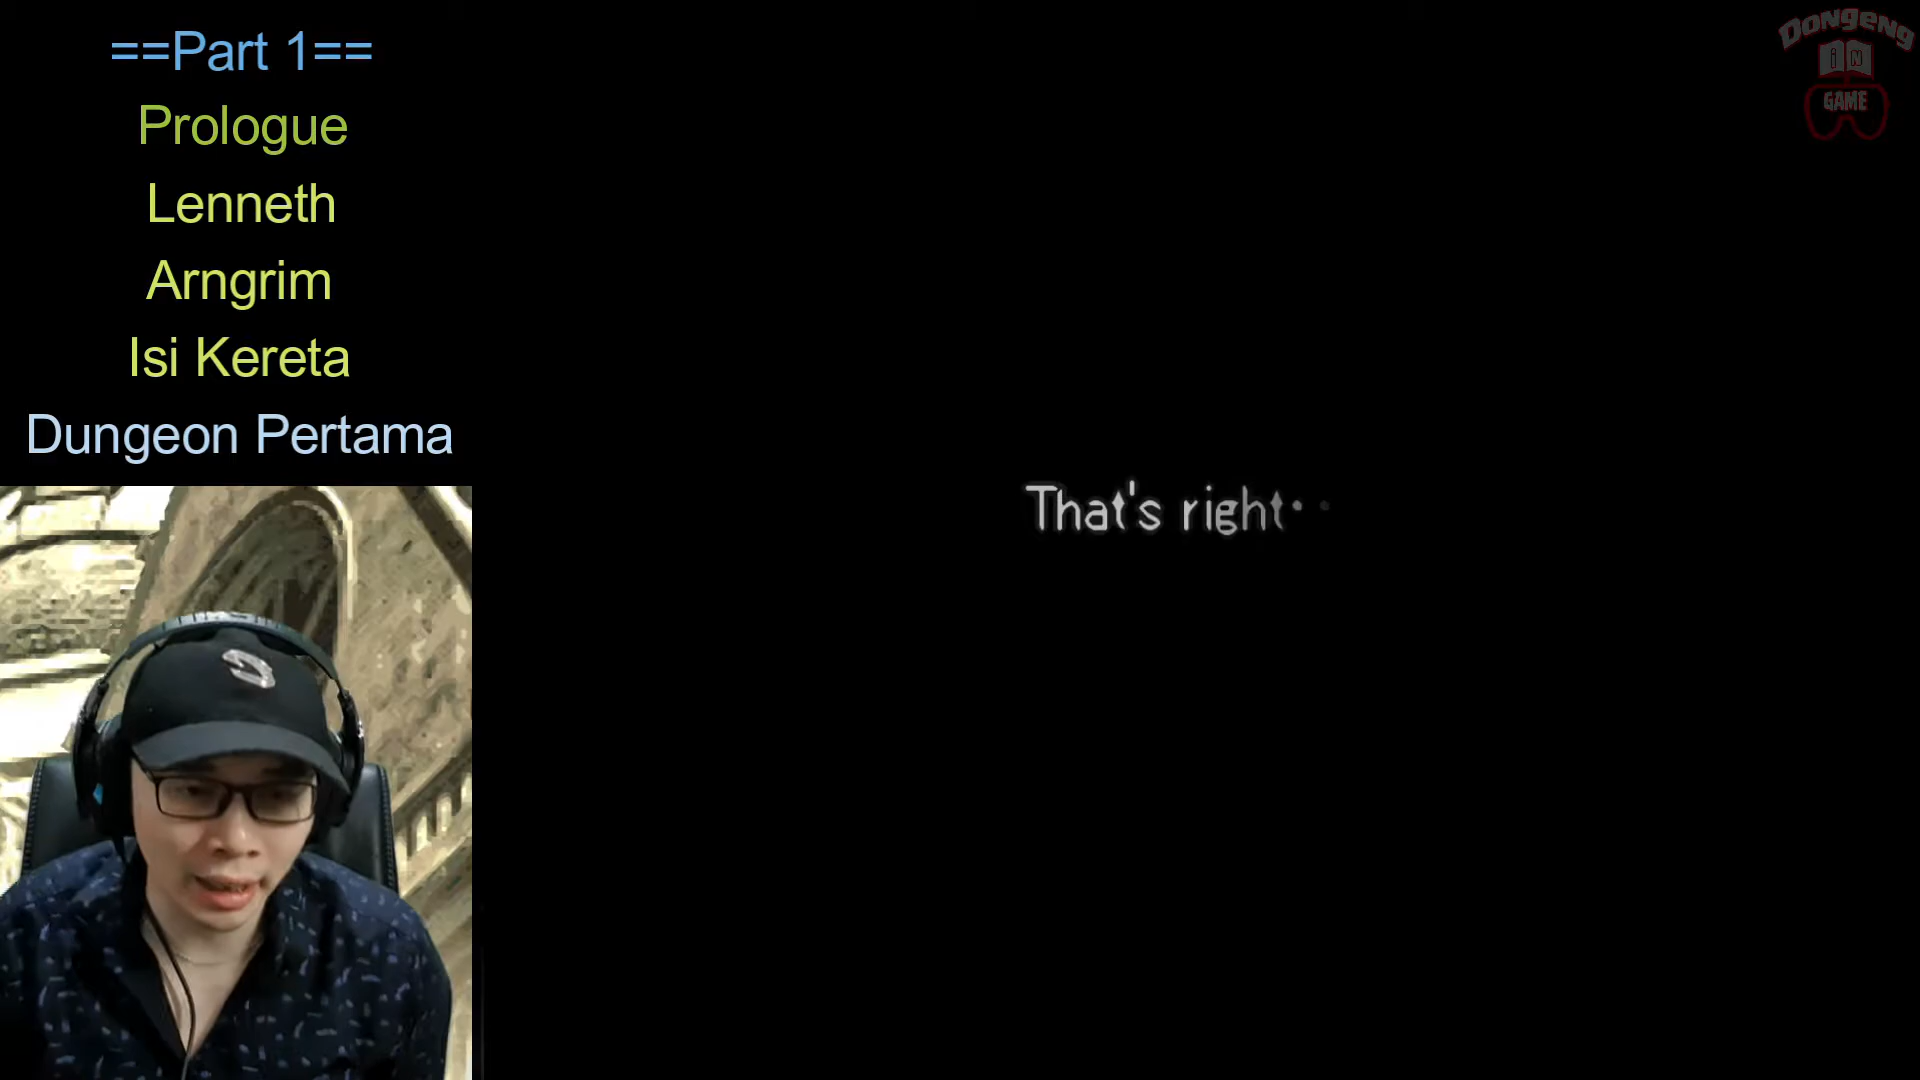 ==Part 1==
Prologue
Lenneth
Arngrim
Isi Kereta
Dungeon Pertama
DONGENG
iN
GAME
That's right··